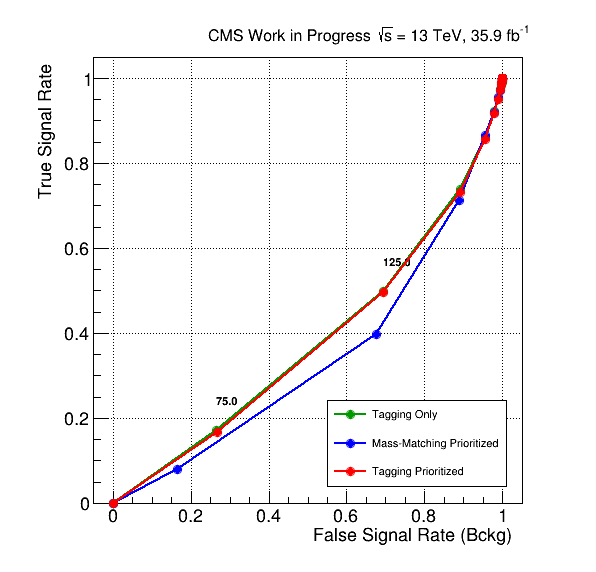 CMS Work in Progress √s = 13 TeV, 35.9 fb⁻¹
True Signal Rate
1
0.8
0.6
0.4
0.2
0
125.0
75.0
Tagging Only
Mass-Matching Prioritized
Tagging Prioritized
0 0.2 0.4 0.6 0.8 1
False Signal Rate (Bckg)